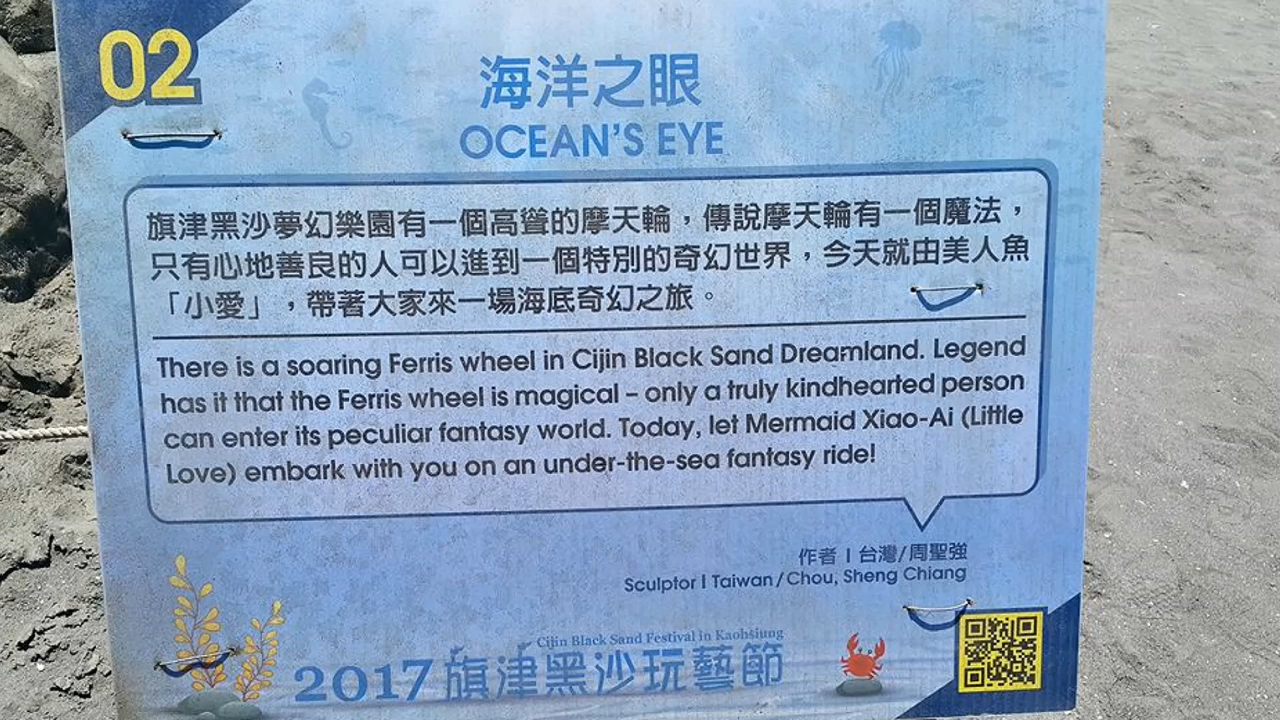 02
海洋之眼
OCEAN'S EYE
旗津黑沙夢幻樂園有一個高聳的摩天輪，傳說摩天輪有一個魔法，
只有心地善良的人可以進到一個特別的奇幻世界，今天就由美人魚
「小愛」，帶著大家來一場海底奇幻之旅。
There is a soaring Ferris wheel in Cijin Black Sand Dreamland. Legend
has it that the Ferris wheel is magical – only a truly kindhearted person
can enter its peculiar fantasy world. Today, let Mermaid Xiao-Ai (Little
Love) embark with you on an under-the-sea fantasy ride!
作者 | 台灣/周聖強
Sculptor | Taiwan / Chou, Sheng Chiang
Cijin Black Sand Festival in Kaohsiung
2017 旗津黑沙玩藝節